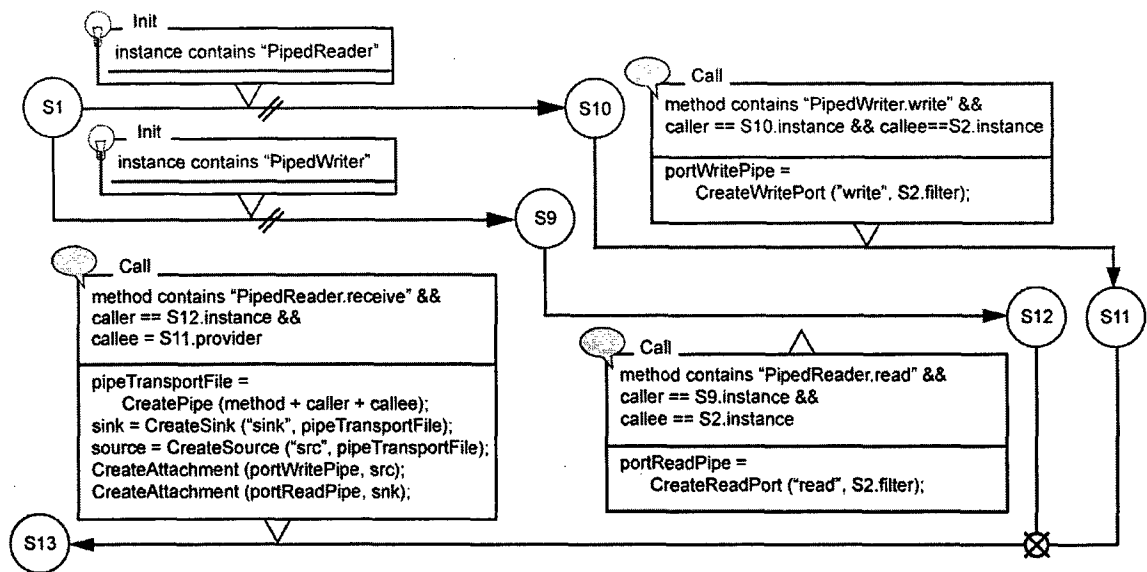 Init
instance contains “PipedReader”
S1
S10
Init
instance contains “PipedWriter”
Call
method contains “PipedWriter.write” &&
caller == S10.instance && callee==S2.instance
portWritePipe =
CreateWritePort ("write", S2.filter);
S9
Call
method contains “PipedReader.receive” &&
caller == S12.instance &&
callee = S11.provider
pipeTransportFile =
CreatePipe (method + caller + callee);
sink = CreateSink (“sink”, pipeTransportFile);
source = CreateSource (“src”, pipeTransportFile);
CreateAttachment (portWritePipe, src);
CreateAttachment (portReadPipe, snk);
S12
S11
Call
method contains “PipedReader.read” &&
caller == S9.instance &&
callee == S2.instance
portReadPipe =
CreateReadPort (“read”, S2.filter);
S13